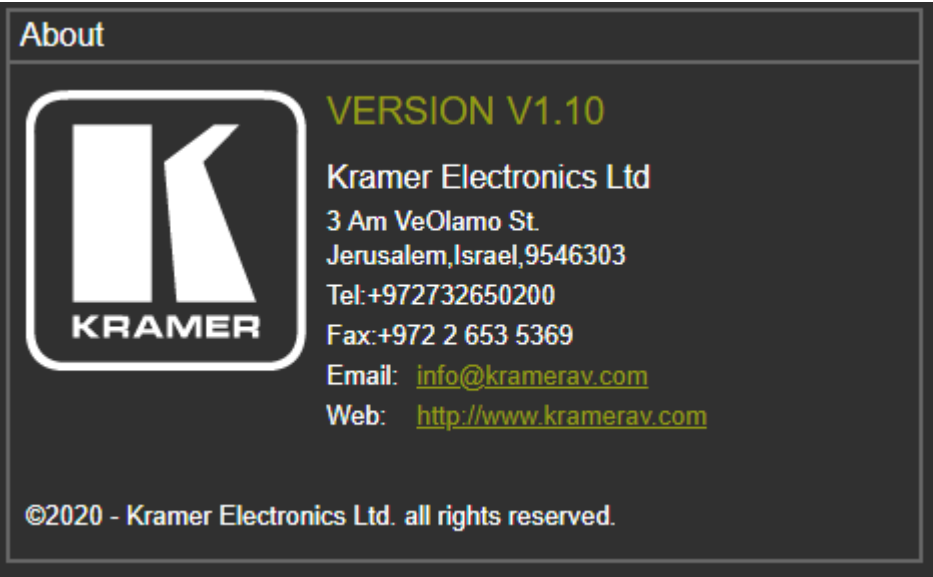 About
VERSION V1.10
Kramer Electronics Ltd
3 Am VeOlamo St.
Jerusalem,Israel,9546303
Tel:+972732650200
Fax:+972 2 653 5369
Email: info@kramerav.com
Web: http://www.kramerav.com
KRAMER
©2020 - Kramer Electronics Ltd. all rights reserved.